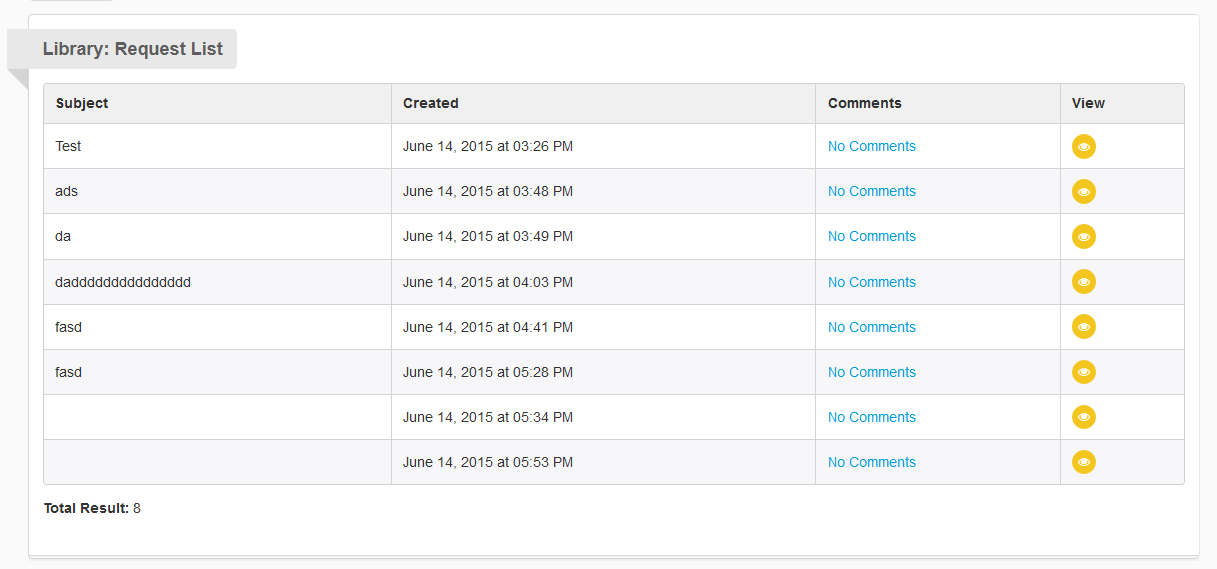 Library: Request List
Subject Created Comments View
Test June 14, 2015 at 03:26 PM No Comments
ads June 14, 2015 at 03:48 PM No Comments
da June 14, 2015 at 03:49 PM No Comments
dadddddddddddddd June 14, 2015 at 04:03 PM No Comments
fasd June 14, 2015 at 04:41 PM No Comments
fasd June 14, 2015 at 05:28 PM No Comments
June 14, 2015 at 05:34 PM No Comments
June 14, 2015 at 05:53 PM No Comments
Total Result: 8